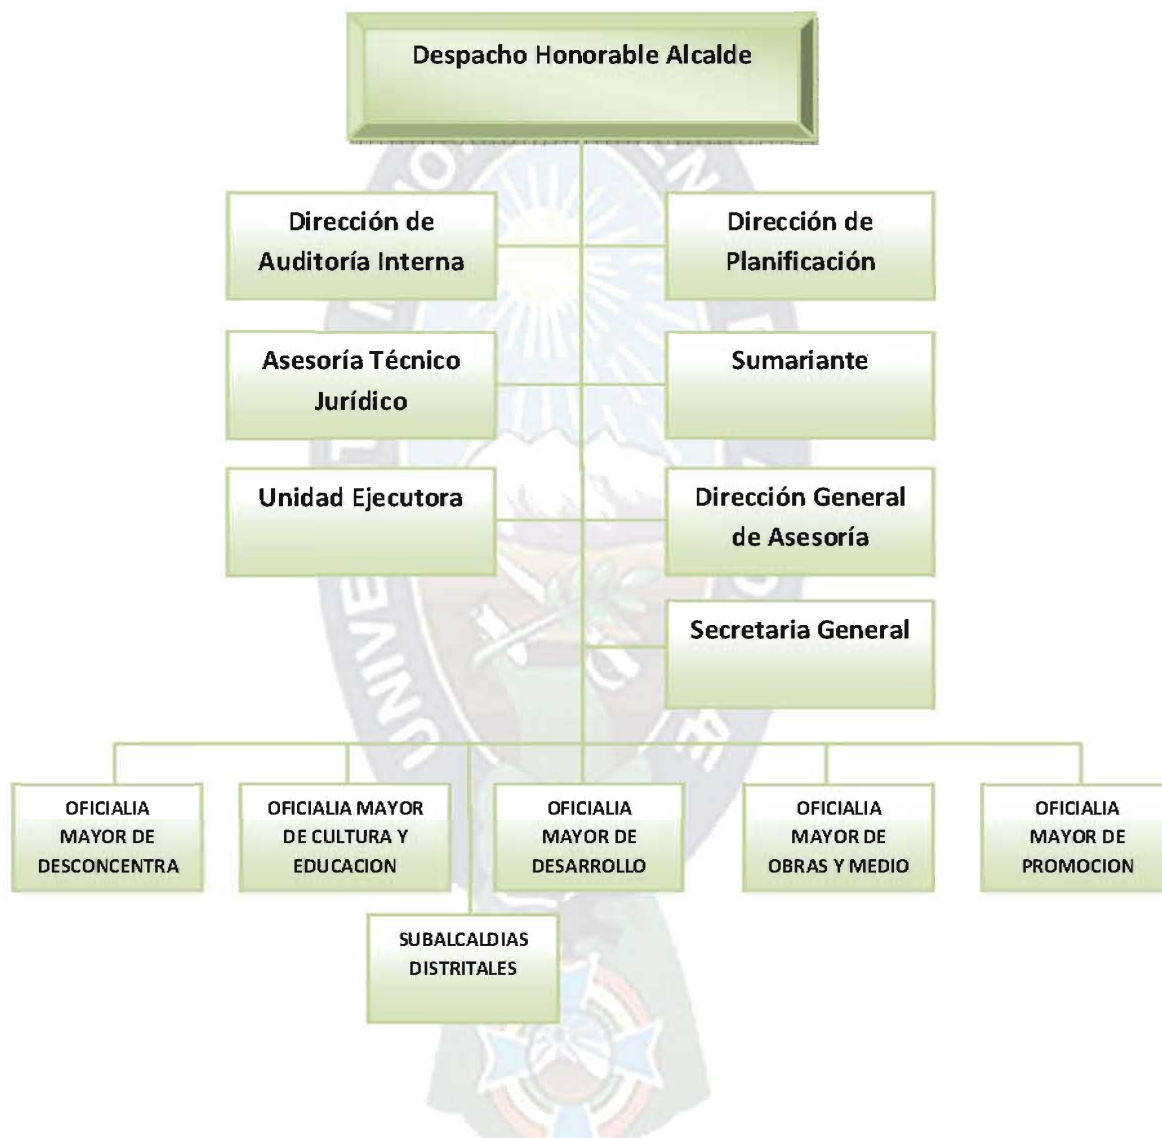 Despacho Honorable Alcalde
Dirección de
Auditoría Interna
Dirección de
Planificación
Asesoría Técnico
Jurídico
Sumariante
Unidad Ejecutora
Dirección General
de Asesoría
Secretaria General
OFICIALIA
MAYOR DE
DESCONCENTRA
OFICIALIA MAYOR
DE CULTURA Y
EDUCACION
OFICIALIA
MAYOR DE
DESARROLLO
OFICIALIA
MAYOR DE
OBRAS Y MEDIO
OFICIALIA
MAYOR DE
PROMOCION
SUBALCALDIAS
DISTRITALES